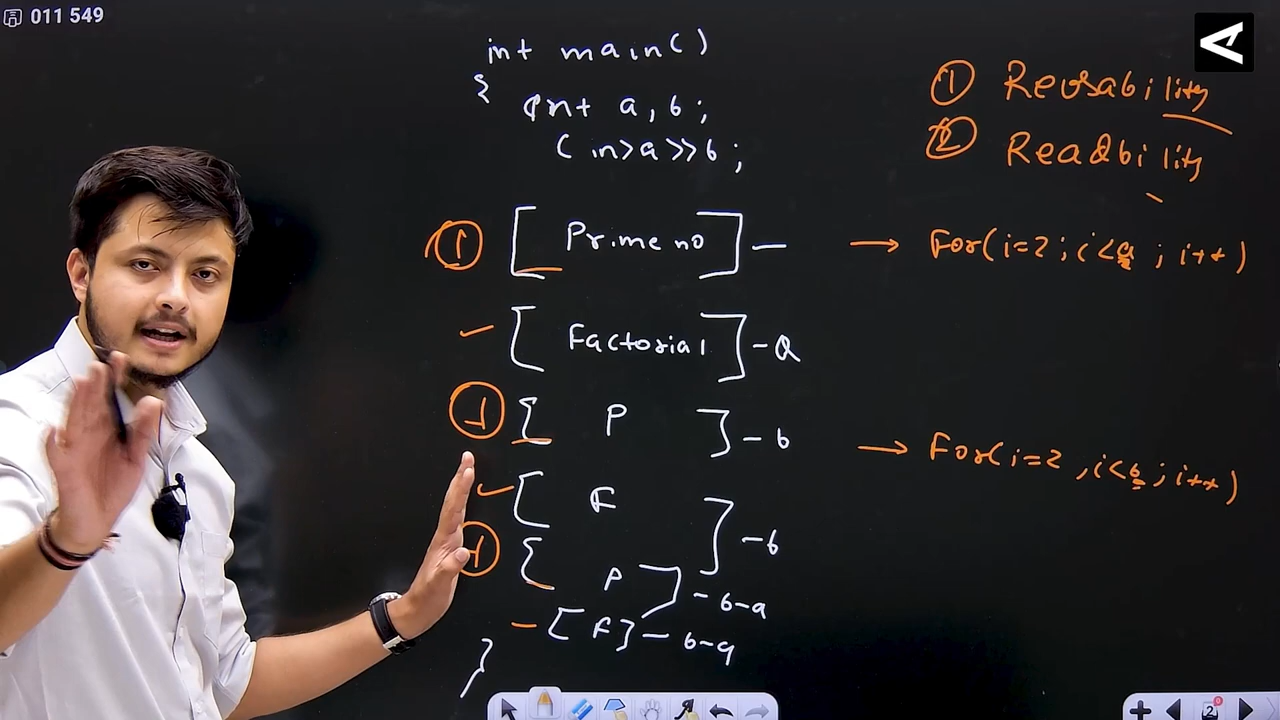 011 549
int main()
{
int a, b;
Cin>a>>b;
① Reusability
② Readbility
① [ Prime no ] —
→ For(i=2; i<a; i++)
[ Factorial ] - a
① [ P ] - b
→ For(i=2, i<b; i++)
[ F ] - b
① [ P ] - b-a
- [ F ] - b-a
}
2